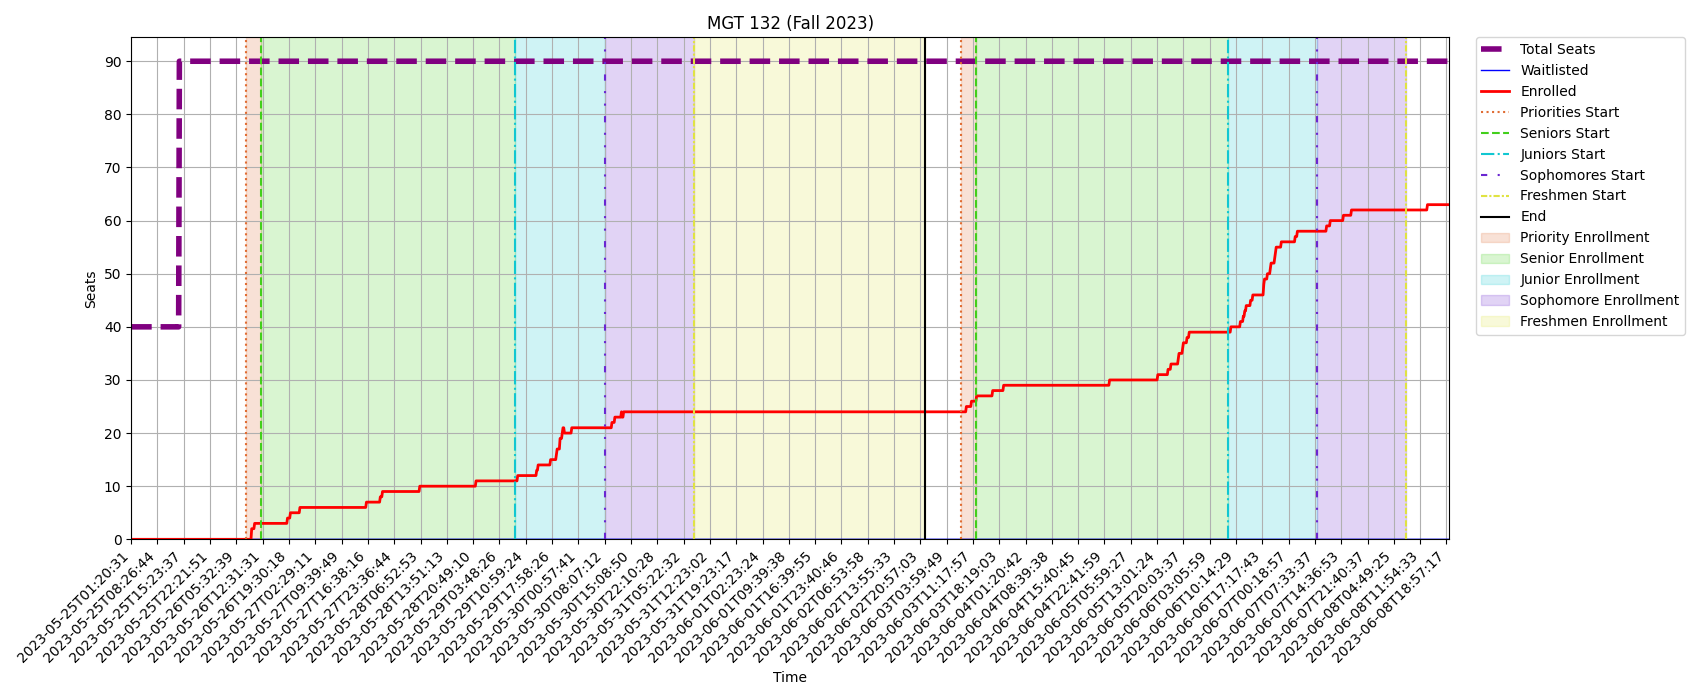 MGT 132 (Fall 2023)
Seats
90
80
70
60
50
40
30
20
10
0
2023-05-25T01:20:31
2023-05-25T08:26:44
2023-05-25T15:23:37
2023-05-25T22:21:51
2023-05-26T05:32:39
2023-05-26T12:31:31
2023-05-26T19:30:18
2023-05-27T02:29:11
2023-05-27T09:39:49
2023-05-27T16:38:16
2023-05-27T23:36:44
2023-05-28T06:52:53
2023-05-28T13:51:13
2023-05-28T20:49:10
2023-05-29T03:48:26
2023-05-29T10:59:24
2023-05-29T17:58:26
2023-05-30T00:57:41
2023-05-30T08:07:12
2023-05-30T15:08:50
2023-05-30T22:10:28
2023-05-31T05:22:32
2023-05-31T12:23:02
2023-05-31T19:23:17
2023-06-01T02:23:24
2023-06-01T09:39:38
2023-06-01T16:39:55
2023-06-01T23:40:46
2023-06-02T06:53:58
2023-06-02T13:55:33
2023-06-02T20:57:03
2023-06-03T03:59:49
2023-06-03T11:17:57
2023-06-03T18:19:03
2023-06-04T01:20:42
2023-06-04T08:39:38
2023-06-04T15:40:45
2023-06-04T22:41:59
2023-06-05T05:59:27
2023-06-05T13:01:24
2023-06-05T20:03:37
2023-06-06T03:05:59
2023-06-06T10:14:29
2023-06-06T17:17:43
2023-06-07T00:18:57
2023-06-07T07:33:37
2023-06-07T14:36:53
2023-06-07T21:40:37
2023-06-08T04:49:25
2023-06-08T11:54:33
2023-06-08T18:57:17
Time
Total Seats
Waitlisted
Enrolled
Priorities Start
Seniors Start
Juniors Start
Sophomores Start
Freshmen Start
End
Priority Enrollment
Senior Enrollment
Junior Enrollment
Sophomore Enrollment
Freshmen Enrollment